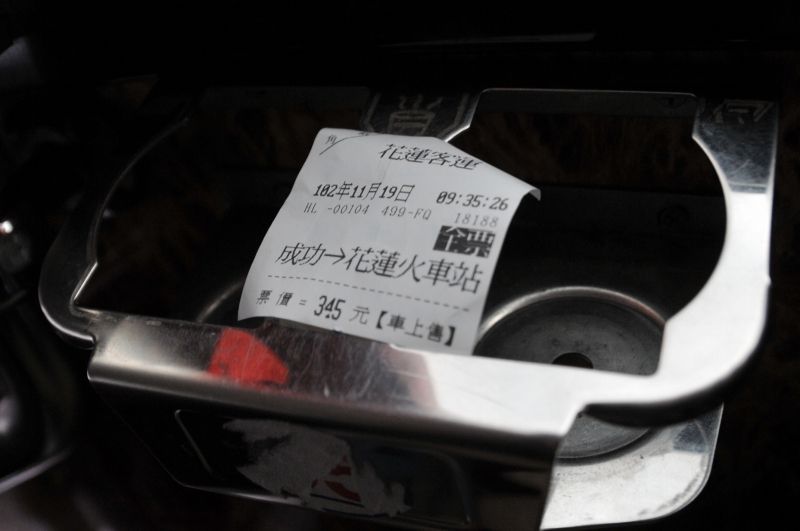 花蓮客運
102年11月19日 09:35:26
HL -00104 499-FQ 18188
全票
成功→花蓮火車站
票價 = 345 元【車上售】